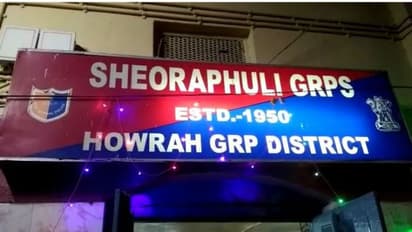 SHEORAPHULI GRPS
ESTD.-1950
HOWRAH GRP DISTRICT